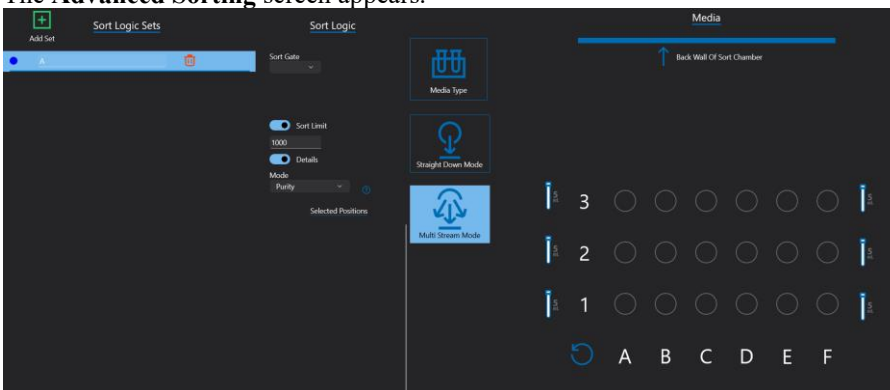 The Advanced Sorting screen appears.
Sort Logic Sets
Sort Logic
Media
Add Set
A
Sort Gate
Back Wall Of Sort Chamber
Media Type
Sort Limit
1000
Details
Mode
Purity
Straight Down Mode
Selected Positions
Multi Stream Mode
3
2
1
A B C D E F